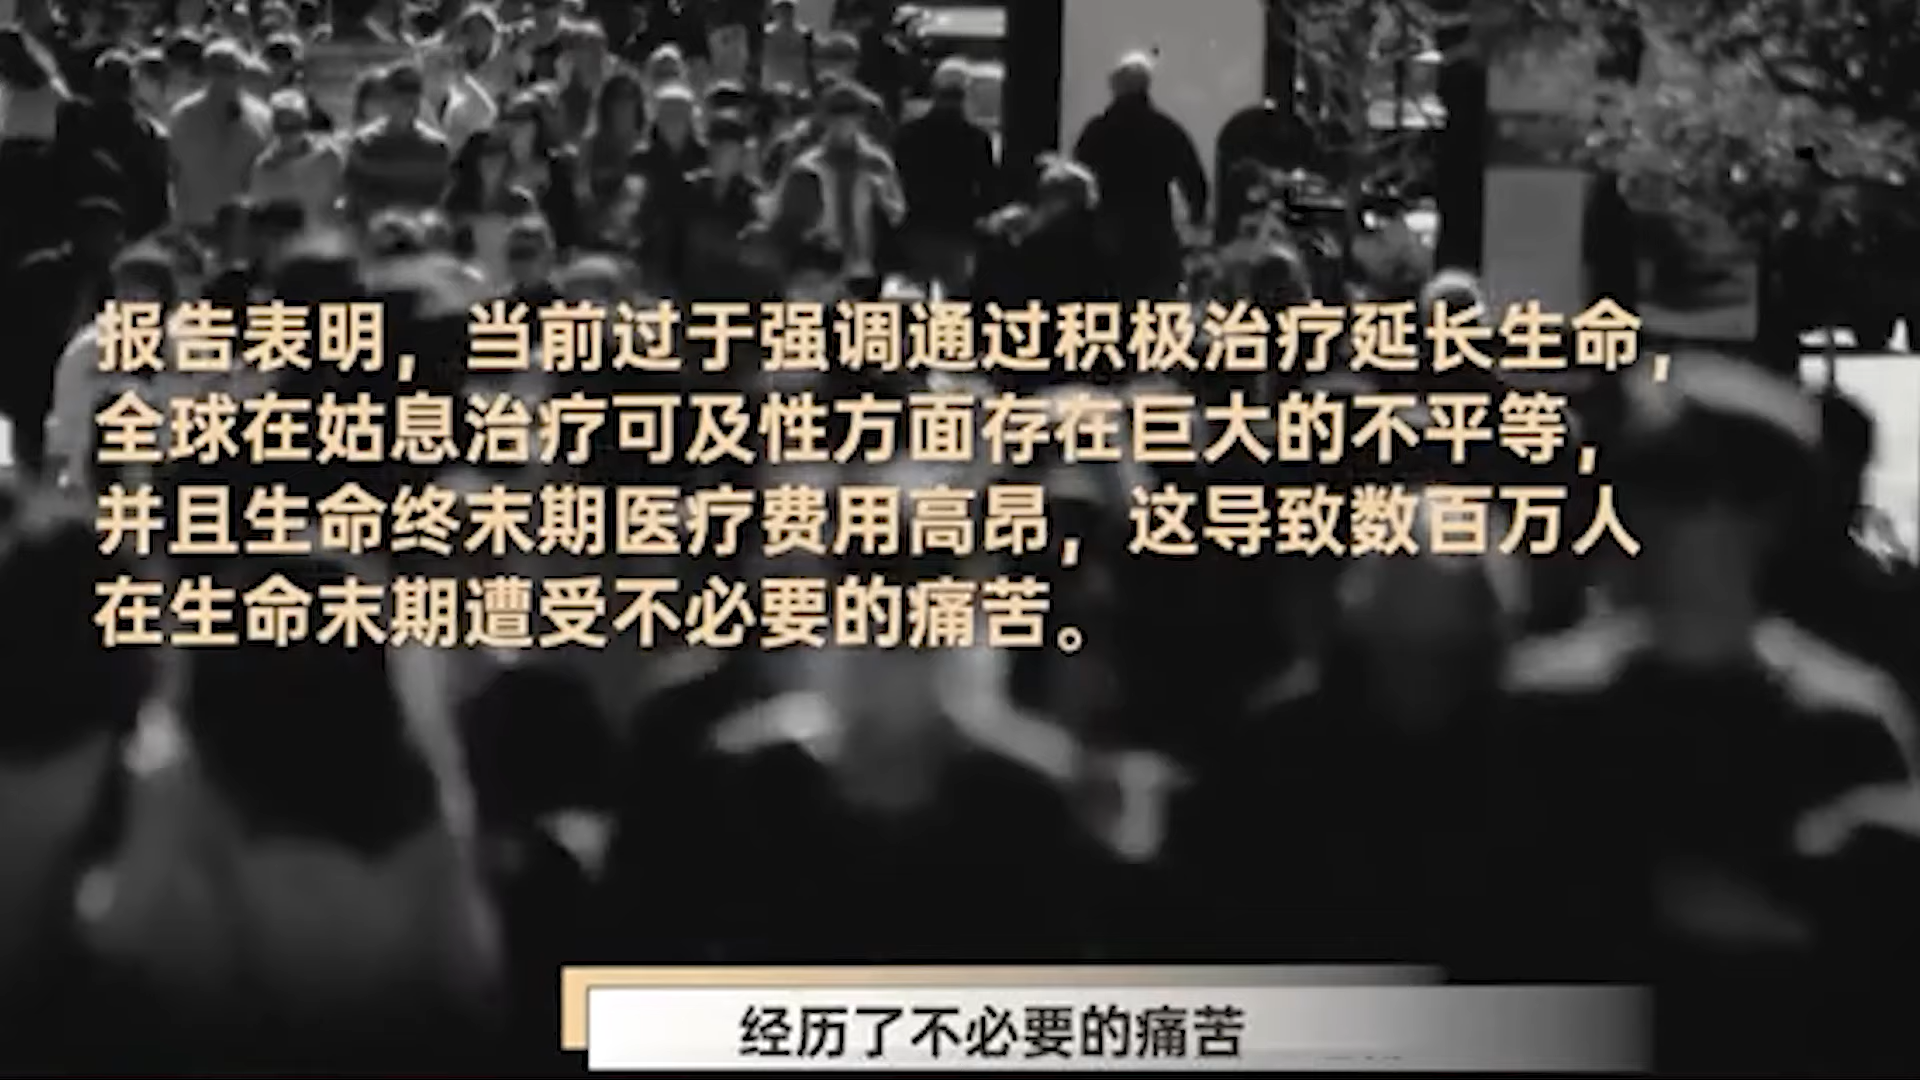 报告表明，当前过于强调通过积极治疗延长生命，
全球在姑息治疗可及性方面存在巨大的不平等，
并且生命终末期医疗费用高昂，这导致数百万人
在生命末期遭受不必要的痛苦。
经历了不必要的痛苦